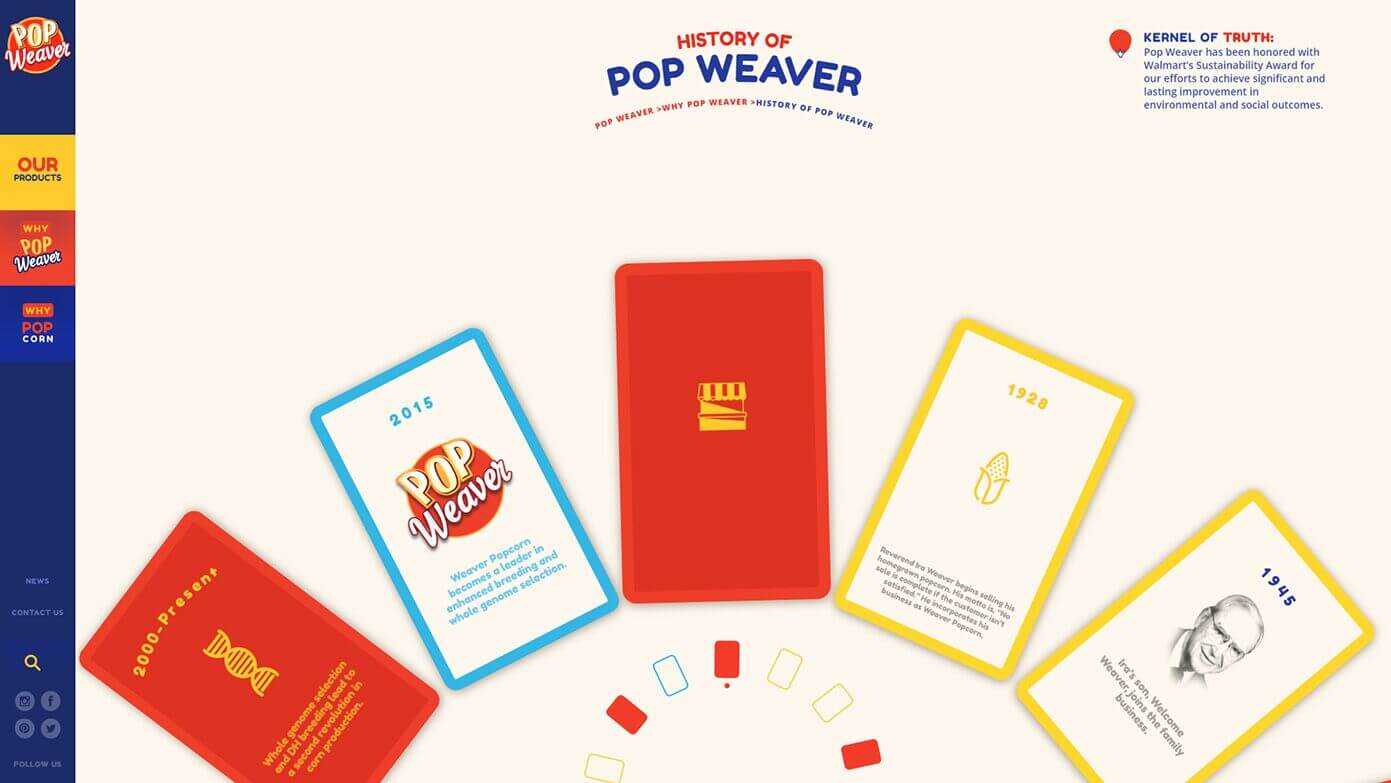 POP
Weaver
OUR
PRODUCTS
WHY
POP
Weaver
WHY
POP
CORN
NEWS
CONTACT US
FOLLOW US
HISTORY OF
POP WEAVER
POP WEAVER >WHY POP WEAVER >HISTORY OF POP WEAVER
KERNEL OF TRUTH:
Pop Weaver has been honored with
Walmart's Sustainability Award for
our efforts to achieve significant and
lasting improvement in
environmental and social outcomes.
2000-Present
Whole genome selection
and DH breeding lead to
a second revolution in
corn production.
2015
POP
Weaver
Weaver Popcorn
becomes a leader in
enhanced breeding and
whole genome selection.
1928
Reverend Ira Weaver begins selling his
homegrown popcorn. His motto is, "No
sale is complete if the customer isn't
satisfied." He incorporates his
business as Weaver Popcorn.
1945
Ira's son, Welcome
Weaver, joins the family
business.